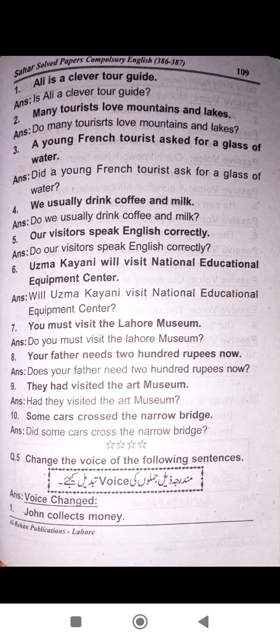 Sahar Solved Papers Compulsory English (386-387)
109
1. Ali is a clever tour guide.
Ans: Is Ali a clever tour guide?
2. Many tourists love mountains and lakes.
Ans: Do many tourisrts love mountains and lakes?
3. A young French tourist asked for a glass of
water.
Ans: Did a young French tourist ask for a glass of
water?
4. We usually drink coffee and milk.
Ans: Do we usually drink coffee and milk?
5. Our visitors speak English correctly.
Ans: Do our visitors speak English correctly?
6. Uzma Kayani will visit National Educational
Equipment Center.
Ans: Will Uzma Kayani visit National Educational
Equipment Center?
7. You must visit the Lahore Museum.
Ans: Do you must visit the Lahore Museum?
8. Your father needs two hundred rupees now.
Ans: Does your father need two hundred rupees now?
9. They had visited the art Museum.
Ans: Had they visited the art Museum?
10. Some cars crossed the narrow bridge.
Ans: Did some cars cross the narrow bridge?
☆☆☆☆
Q.5 Change the voice of the following sentences.
مندرجہ ذیل جملوں کی Voice تبدیل کیجئے۔
Ans: Voice Changed:
1. John collects money.
Al-Rehan Publications - Lahore